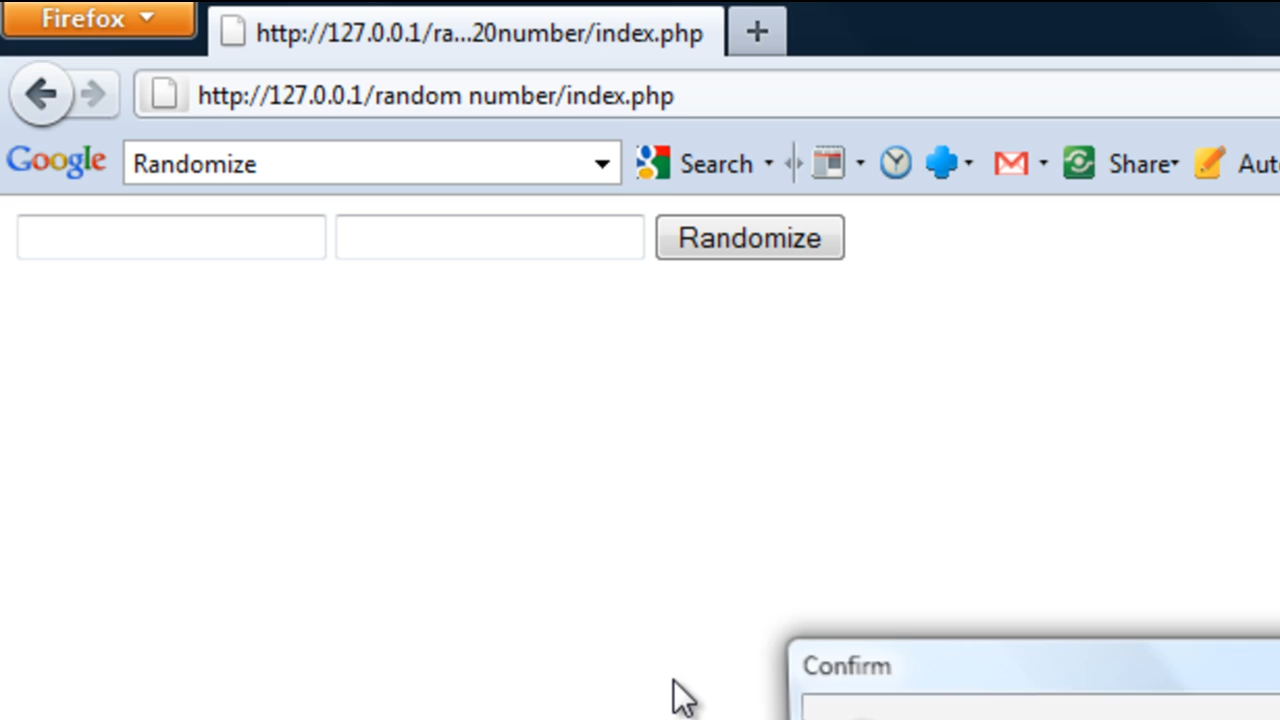 Firefox
http://127.0.0.1/ra...20number/index.php
http://127.0.0.1/random number/index.php
Google Randomize Search Share Aut
Randomize
Confirm